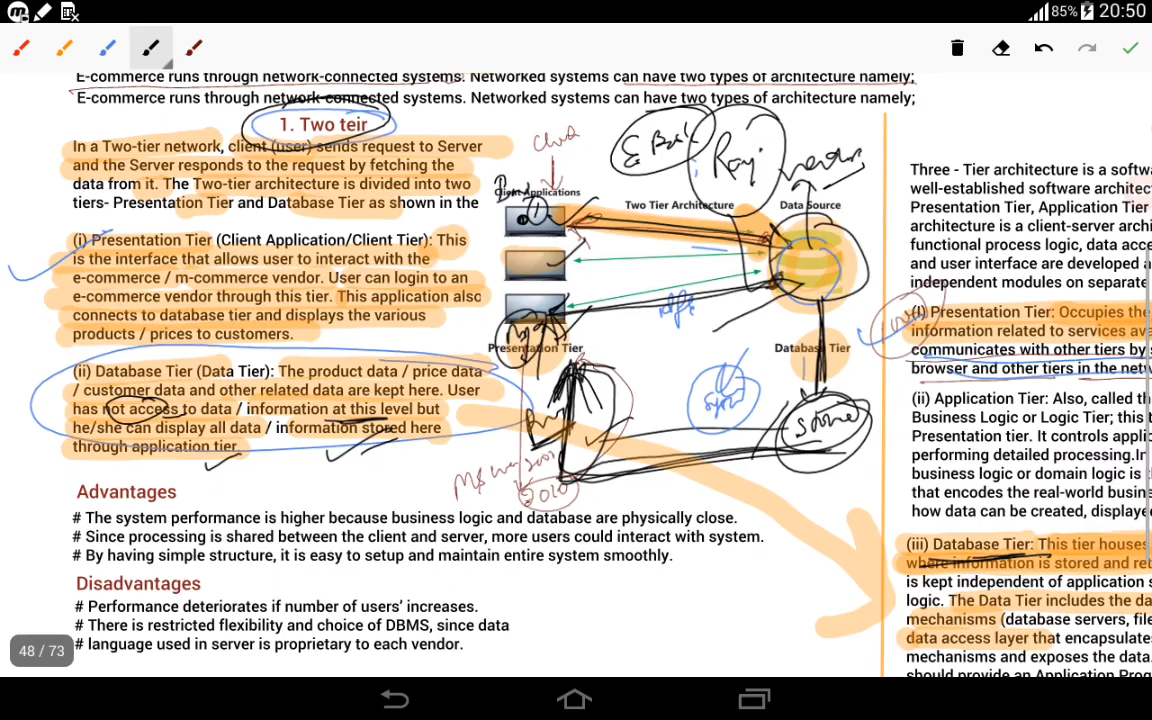 85% 20:50
E-commerce runs through network-connected systems. Networked systems can have two types of architecture namely;
E-commerce runs through network-connected systems. Networked systems can have two types of architecture namely;
1. Two teir
In a Two-tier network, client (user) sends request to Server
and the Server responds to the request by fetching the
data from it. The Two-tier architecture is divided into two
tiers- Presentation Tier and Database Tier as shown in the
(i) Presentation Tier (Client Application/Client Tier): This
is the interface that allows user to interact with the
e-commerce / m-commerce vendor. User can login to an
e-commerce vendor through this tier. This application also
connects to database tier and displays the various
products / prices to customers.
(ii) Database Tier (Data Tier): The product data / price data
/ customer data and other related data are kept here. User
has not access to data / information at this level but
he/she can display all data / information stored here
through application tier.
Client Applications
Two Tier Architecture
Data Source
Presentation Tier
Database Tier
Advantages
# The system performance is higher because business logic and database are physically close.
# Since processing is shared between the client and server, more users could interact with system.
# By having simple structure, it is easy to setup and maintain entire system smoothly.
Disadvantages
# Performance deteriorates if number of users' increases.
# There is restricted flexibility and choice of DBMS, since data
# language used in server is proprietary to each vendor.
Three - Tier architecture is a softw
well-established software architec
Presentation Tier, Application Tier
architecture is a client-server archi
functional process logic, data acce
and user interface are developed a
independent modules on separate
(i) Presentation Tier: Occupies the
information related to services av
communicates with other tiers by s
browser and other tiers in the netw
(ii) Application Tier: Also, called th
Business Logic or Logic Tier; this t
Presentation tier. It controls applic
performing detailed processing.In
business logic or domain logic is t
that encodes the real-world busin
how data can be created, displaye
(iii) Database Tier: This tier houses
where information is stored and re
is kept independent of application s
logic. The Data Tier includes the da
mechanisms (database servers, file
data access layer that encapsulate
mechanisms and exposes the data.
should provide an Application Prog
48 / 73
2010